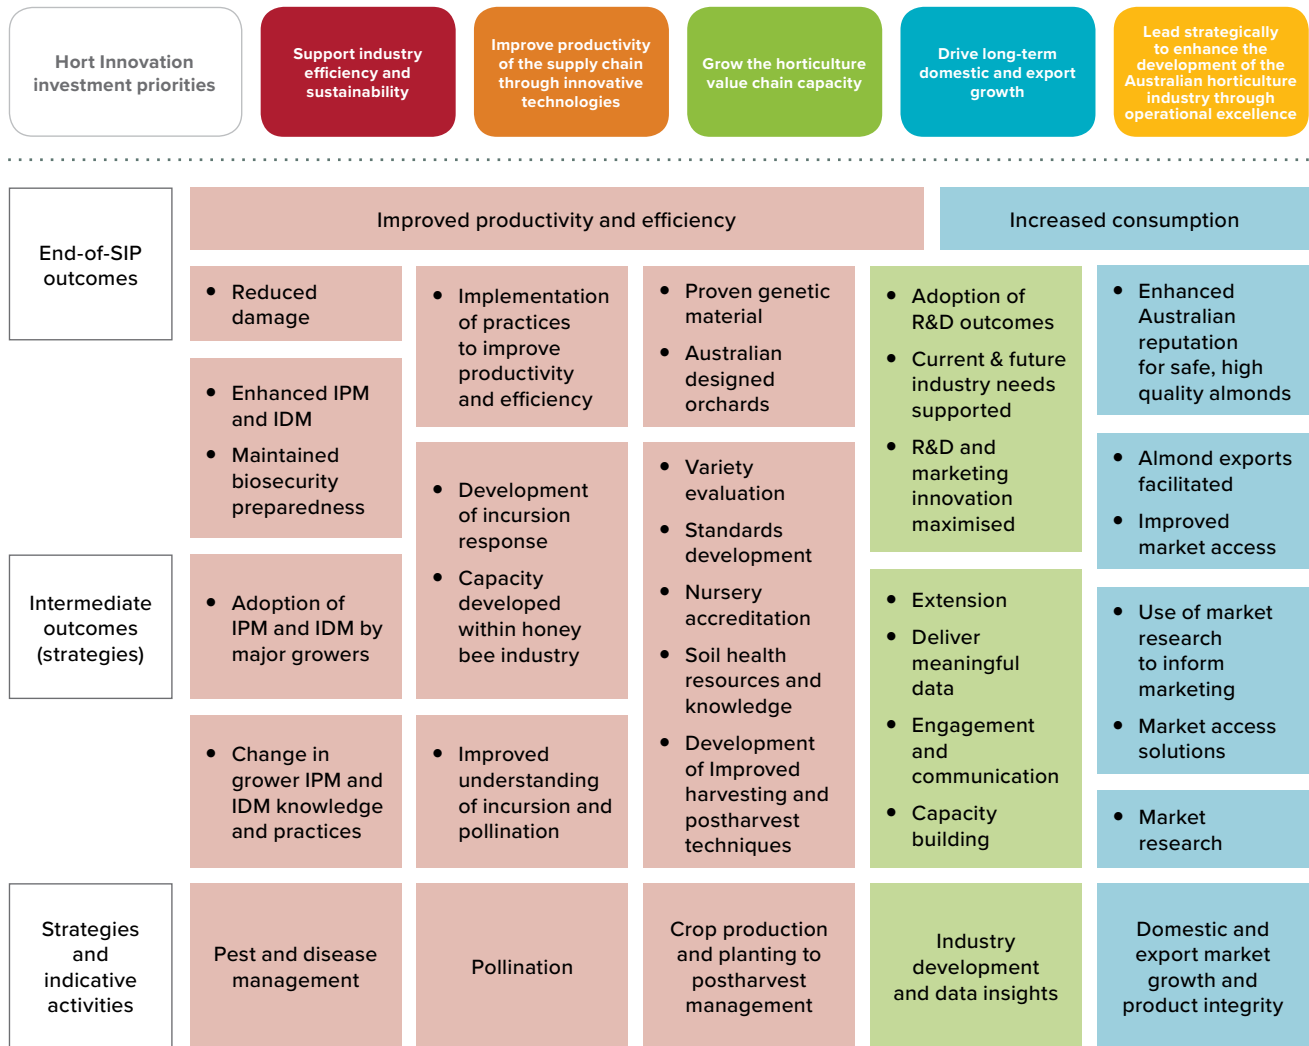 Hort Innovation
investment priorities
Support industry
efficiency and
sustainability
Improve productivity
of the supply chain
through innovative
technologies
Grow the horticulture
value chain capacity
Drive long-term
domestic and export
growth
Lead strategically
to enhance the
development of the
Australian horticulture
industry through
operational excellence
End-of-SIP
outcomes
Improved productivity and efficiency
Increased consumption
• Reduced
damage
• Enhanced IPM
and IDM
• Maintained
biosecurity
preparedness
• Implementation
of practices
to improve
productivity
and efficiency
• Proven genetic
material
• Australian
designed
orchards
• Adoption of
R&D outcomes
• Current & future
industry needs
supported
• R&D and
marketing
innovation
maximised
• Enhanced
Australian
reputation
for safe, high
quality almonds
• Almond exports
facilitated
• Improved
market access
Intermediate
outcomes
(strategies)
• Adoption of
IPM and IDM by
major growers
• Change in
grower IPM and
IDM knowledge
and practices
• Development
of incursion
response
• Capacity
developed
within honey
bee industry
• Improved
understanding
of incursion and
pollination
• Variety
evaluation
• Standards
development
• Nursery
accreditation
• Soil health
resources and
knowledge
• Development
of Improved
harvesting and
postharvest
techniques
• Extension
• Deliver
meaningful
data
• Engagement
and
communication
• Capacity
building
• Use of market
research
to inform
marketing
• Market access
solutions
• Market
research
Strategies
and
indicative
activities
Pest and disease
management
Pollination
Crop production
and planting to
postharvest
management
Industry
development
and data insights
Domestic and
export market
growth and
product integrity